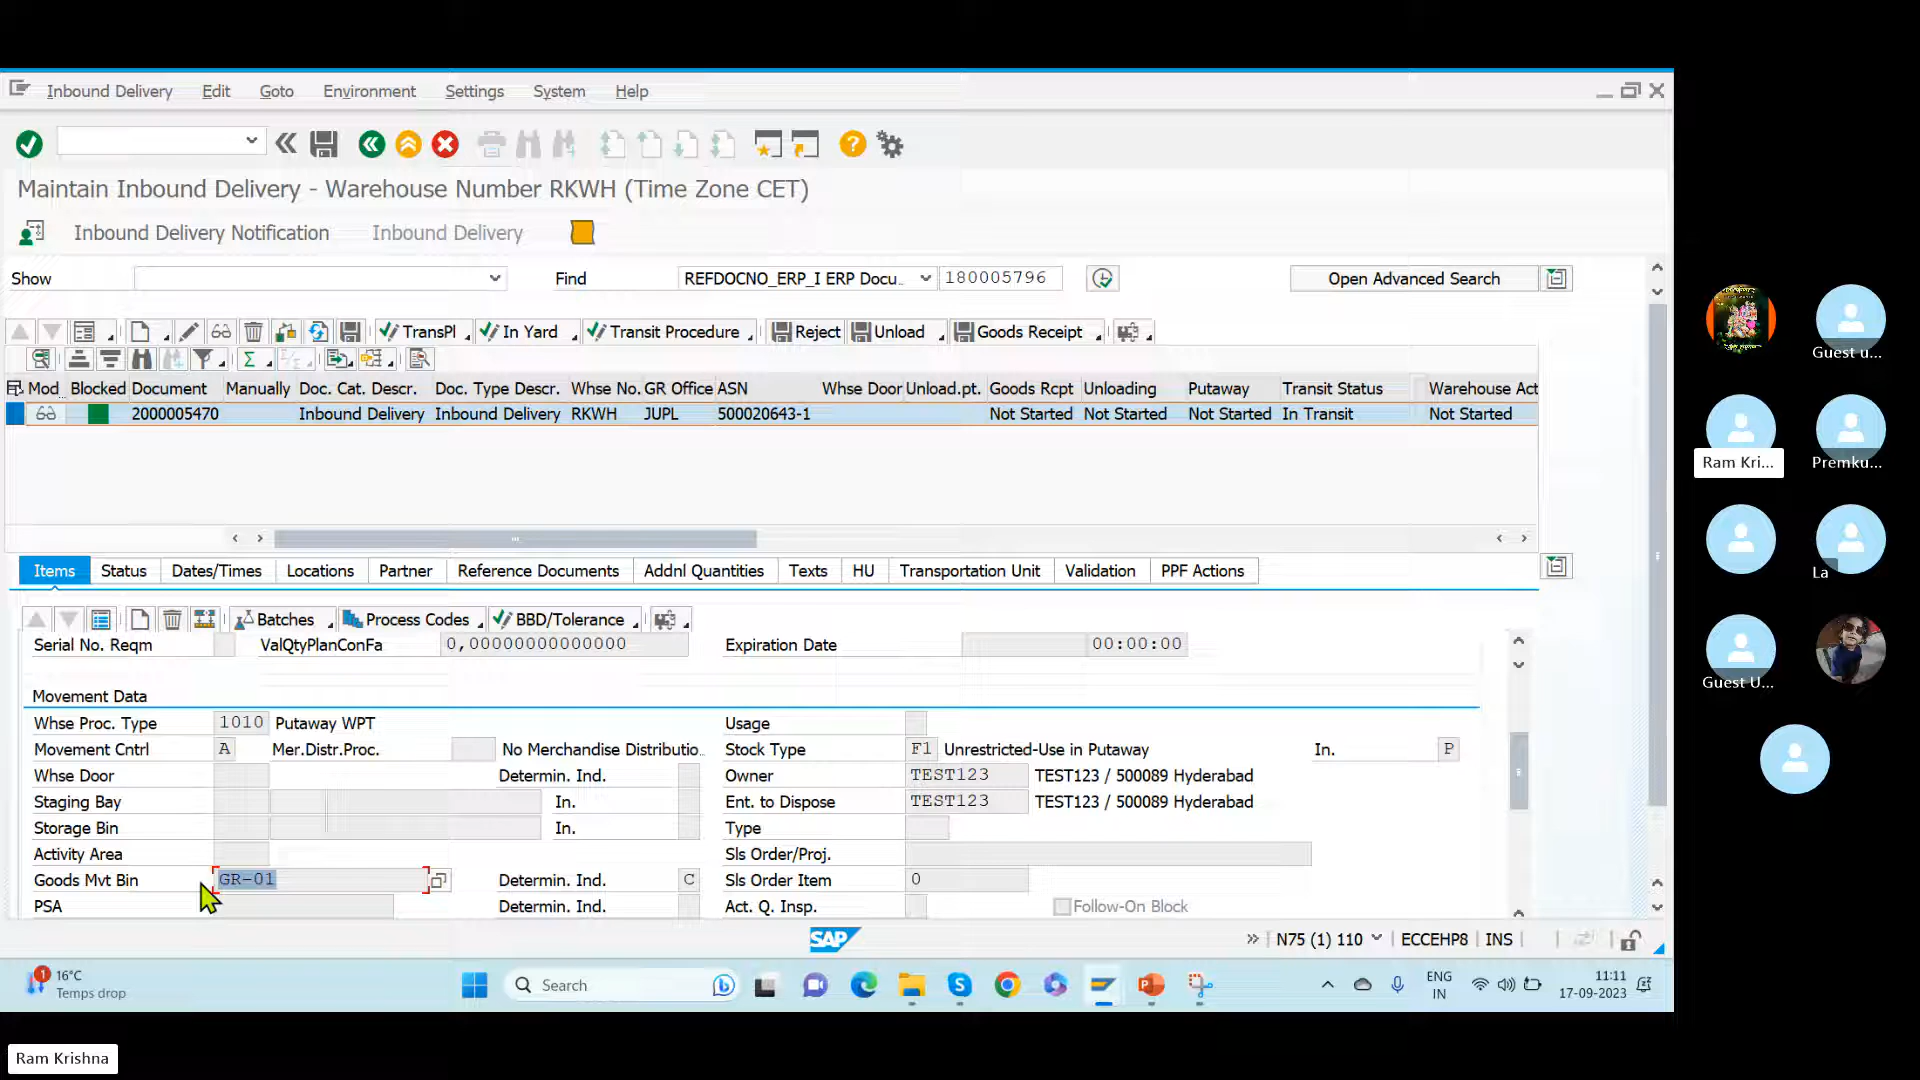 Inbound Delivery Edit Goto Environment Settings System Help
Maintain Inbound Delivery - Warehouse Number RKWH (Time Zone CET)
Inbound Delivery Notification Inbound Delivery
Show Find REFDOCNO_ERP_I ERP Docu.. 180005796 Open Advanced Search
TransPl In Yard Transit Procedure Reject Unload Goods Receipt
Mod Blocked Document Manually Doc. Cat. Descr. Doc. Type Descr. Whse No. GR Office ASN Whse Door Unload.pt. Goods Rcpt Unloading Putaway Transit Status Warehouse Act
2000005470 Inbound Delivery Inbound Delivery RKWH JUPL 500020643-1 Not Started Not Started Not Started In Transit Not Started
Items Status Dates/Times Locations Partner Reference Documents Addnl Quantities Texts HU Transportation Unit Validation PPF Actions
Batches Process Codes BBD/Tolerance
Serial No. Reqm ValQtyPlanConFa 0,00000000000000 Expiration Date 00:00:00
Movement Data
Whse Proc. Type 1010 Putaway WPT Usage
Movement Cntrl A Mer.Distr.Proc. No Merchandise Distributio.. Stock Type F1 Unrestricted-Use in Putaway In. P
Whse Door Determin. Ind. Owner TEST123 TEST123 / 500089 Hyderabad
Staging Bay In. Ent. to Dispose TEST123 TEST123 / 500089 Hyderabad
Storage Bin In. Type
Activity Area Sls Order/Proj.
Goods Mvt Bin GR-01 Determin. Ind. C Sls Order Item 0
PSA Determin. Ind. Act. Q. Insp. Follow-On Block
SAP N75 (1) 110 ECCEHP8 INS
1 16°C
Temps drop
Search
ENG
IN
11:11
17-09-2023
Guest u...
Ram Kri...
Premku...
La
Guest U...
Ram Krishna